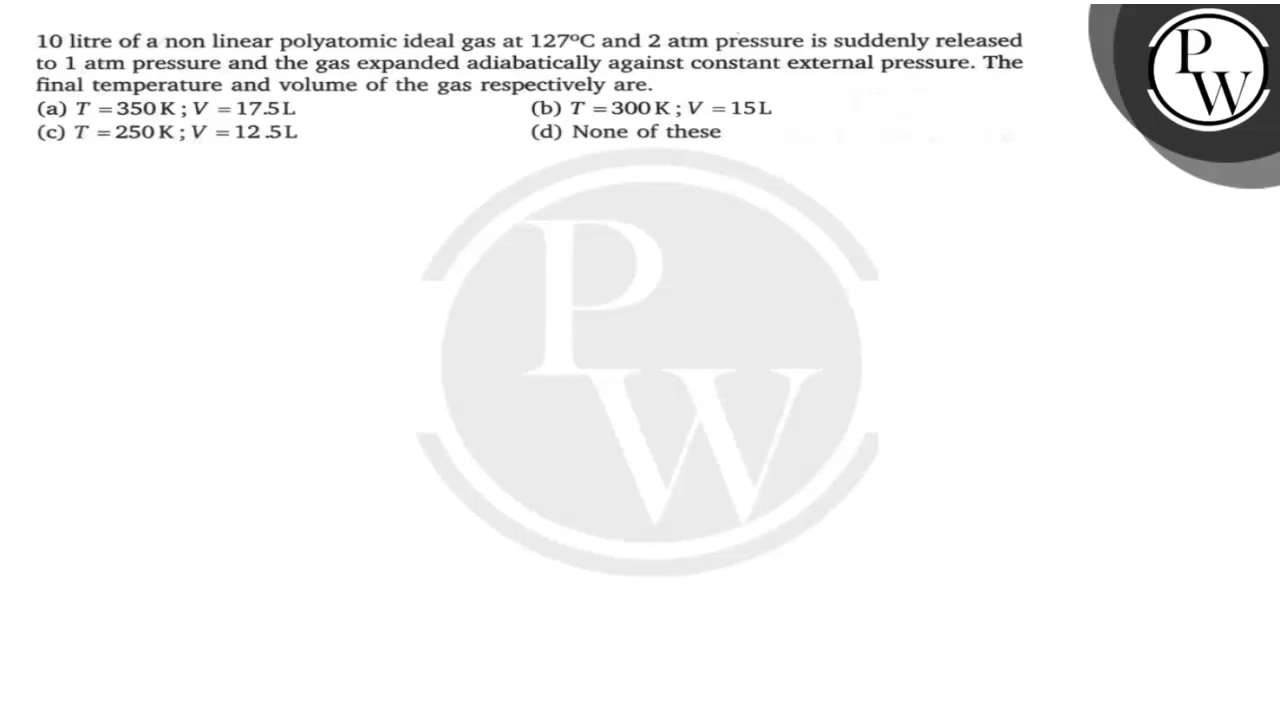 10 litre of a non linear polyatomic ideal gas at 127°C and 2 atm pressure is suddenly released
to 1 atm pressure and the gas expanded adiabatically against constant external pressure. The
final temperature and volume of the gas respectively are.
(a) T = 350 K ; V = 17.5 L (b) T = 300 K ; V = 15 L
(c) T = 250 K ; V = 12 .5 L (d) None of these
P
W
P
W